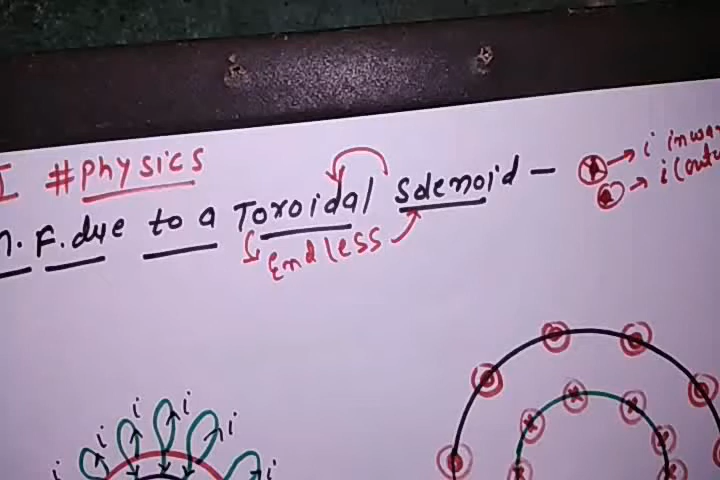 I #Physics
M.F. due to a Toroidal Solenoid -
Endless
i inwa
i (outw
i i i i i i